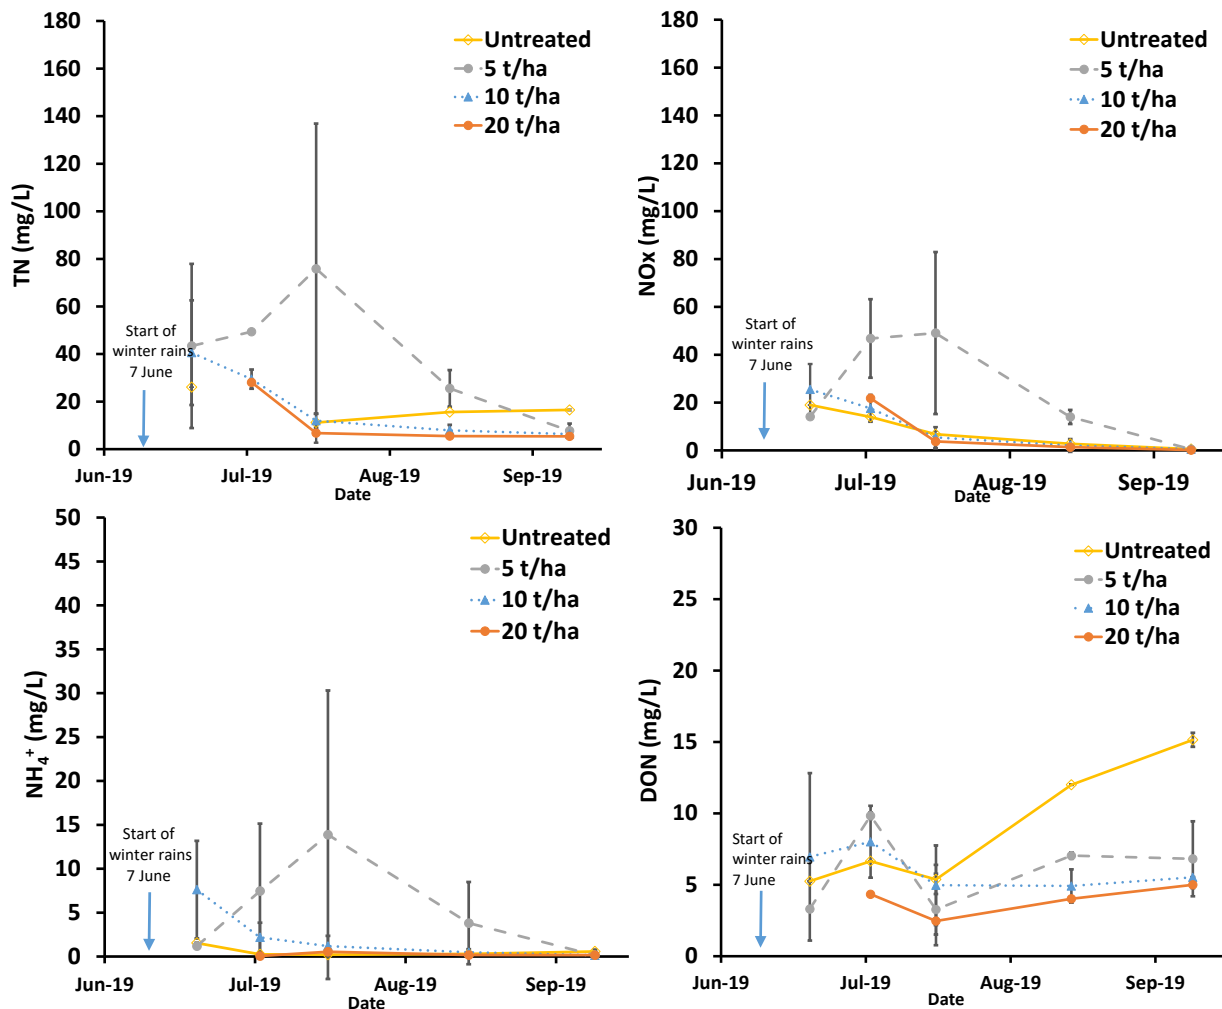 180
160
140
120
100
80
60
40
20
0
TN (mg/L)
Untreated
5 t/ha
10 t/ha
20 t/ha
Start of
winter rains
7 June
Jun-19
Jul-19
Aug-19
Sep-19
Date
180
160
140
120
100
80
60
40
20
0
NOx (mg/L)
Untreated
5 t/ha
10 t/ha
20 t/ha
Start of
winter rains
7 June
Jun-19
Jul-19
Aug-19
Sep-19
Date
50
45
40
35
30
25
20
15
10
5
0
NH₄⁺ (mg/L)
Untreated
5 t/ha
10 t/ha
20 t/ha
Start of
winter rains
7 June
Jun-19
Jul-19
Aug-19
Sep-19
Date
30
25
20
15
10
5
0
DON (mg/L)
Untreated
5 t/ha
10 t/ha
20 t/ha
Start of
winter rains
7 June
Jun-19
Jul-19
Aug-19
Sep-19
Date